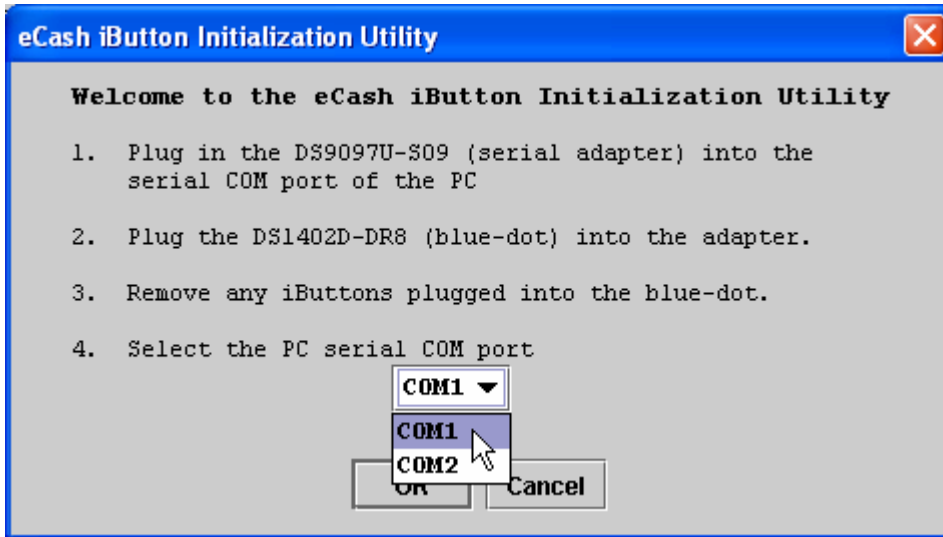 eCash iButton Initialization Utility
Welcome to the eCash iButton Initialization Utility
1. Plug in the DS9097U-S09 (serial adapter) into the
serial COM port of the PC
2. Plug the DS1402D-DR8 (blue-dot) into the adapter.
3. Remove any iButtons plugged into the blue-dot.
4. Select the PC serial COM port
COM1
COM1
COM2
OK Cancel